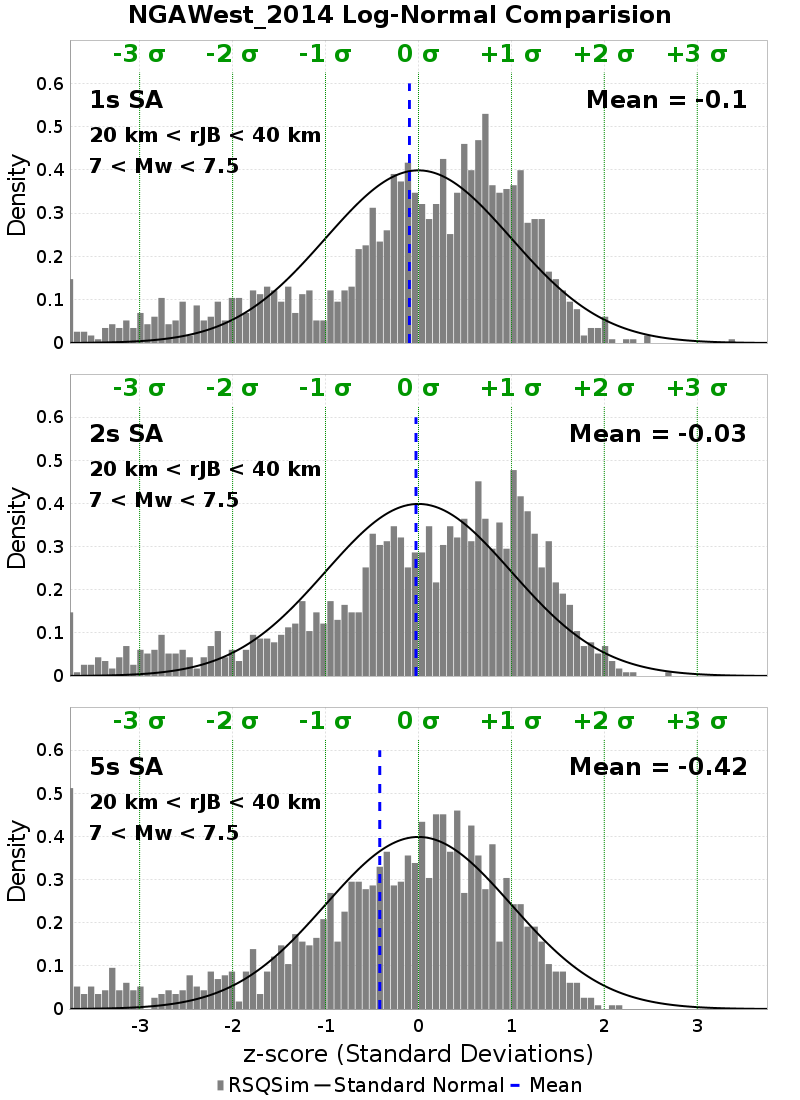 NGAWest_2014 Log-Normal Comparision
-3 σ -2 σ -1 σ 0 σ +1 σ +2 σ +3 σ
1s SA
Mean = -0.1
20 km < rJB < 40 km
7 < Mw < 7.5
Density
0.6
0.5
0.4
0.3
0.2
0.1
0
-3 σ -2 σ -1 σ 0 σ +1 σ +2 σ +3 σ
2s SA
Mean = -0.03
20 km < rJB < 40 km
7 < Mw < 7.5
Density
0.6
0.5
0.4
0.3
0.2
0.1
0
-3 σ -2 σ -1 σ 0 σ +1 σ +2 σ +3 σ
5s SA
Mean = -0.42
20 km < rJB < 40 km
7 < Mw < 7.5
Density
0.6
0.5
0.4
0.3
0.2
0.1
0
-3 -2 -1 0 1 2 3
z-score (Standard Deviations)
RSQSim Standard Normal Mean